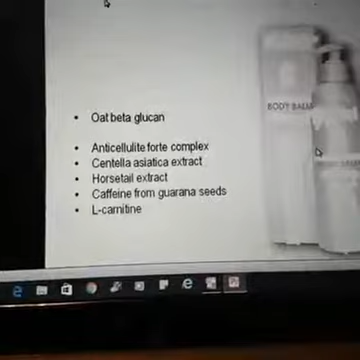 Oat beta glucan
Anticellulite forte complex
Centella asiatica extract
Horsetail extract
Caffeine from guarana seeds
L-carnitine
BODY BALM